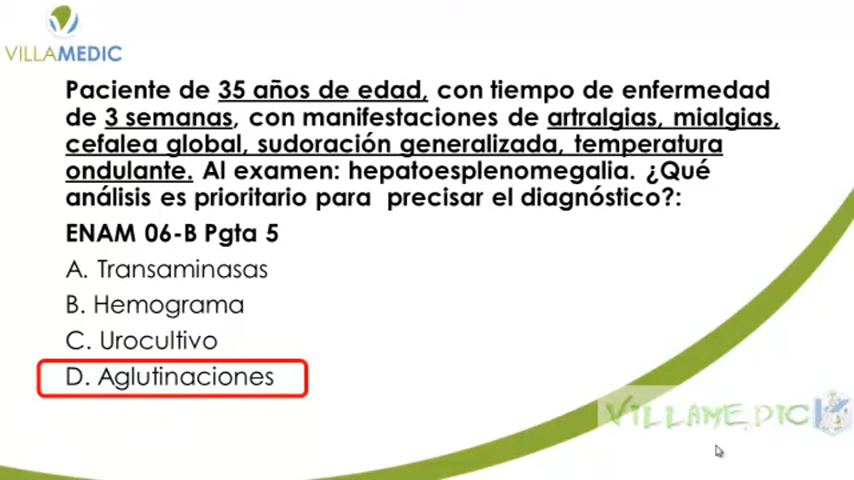 VILLAMEDIC
Paciente de 35 años de edad, con tiempo de enfermedad
de 3 semanas, con manifestaciones de artralgias, mialgias,
cefalea global, sudoración generalizada, temperatura
ondulante. Al examen: hepatoesplenomegalia. ¿Qué
análisis es prioritario para precisar el diagnóstico?:
ENAM 06-B Pgta 5
A. Transaminasas
B. Hemograma
C. Urocultivo
D. Aglutinaciones
VILLAMEDIC